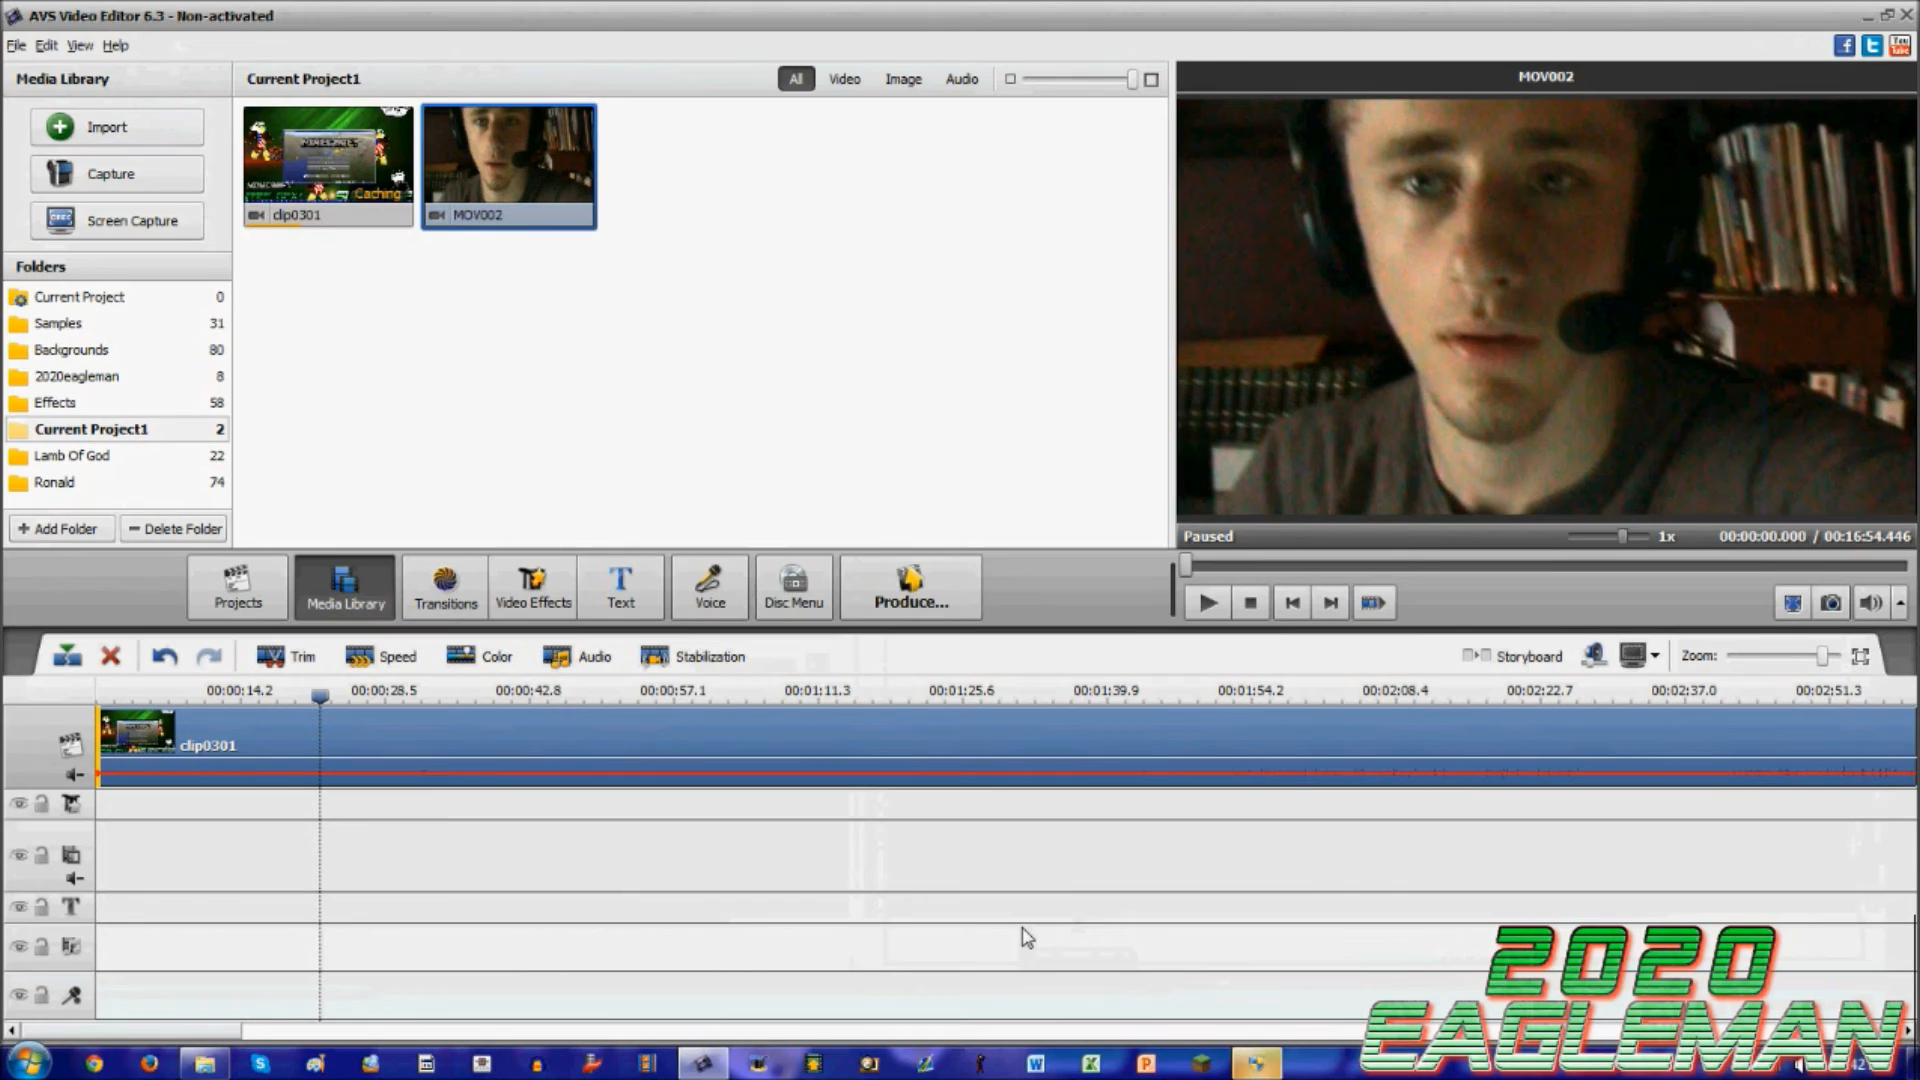 AVS Video Editor 6.3 - Non-activated
File Edit View Help
Media Library
Current Project1
All Video Image Audio
MOV002
Import
Capture
Screen Capture
Caching
clip0301
MOV002
Folders
Current Project 0
Samples 31
Backgrounds 80
2020eagleman 8
Effects 58
Current Project1 2
Lamb Of God 22
Ronald 74
Add Folder
Delete Folder
Paused
1x
00:00:00.000 / 00:16:54.446
Projects
Media Library
Transitions
Video Effects
Text
Voice
Disc Menu
Produce...
Trim
Speed
Color
Audio
Stabilization
Storyboard
Zoom:
00:00:14.2 00:00:28.5 00:00:42.8 00:00:57.1 00:01:11.3 00:01:25.6 00:01:39.9 00:01:54.2 00:02:08.4 00:02:22.7 00:02:37.0 00:02:51.3
clip0301
2020
EAGLEMAN